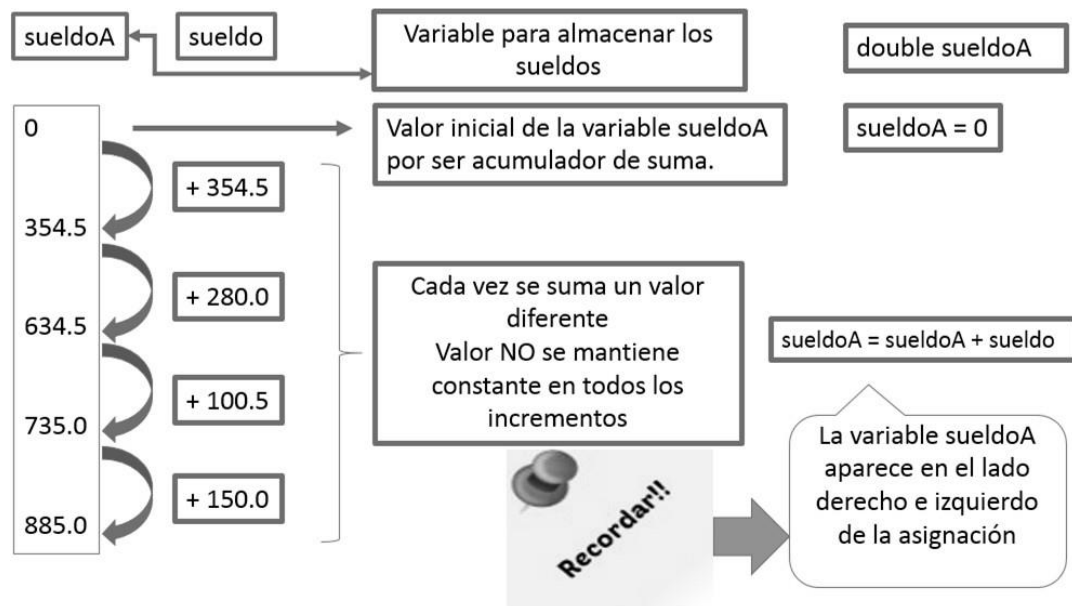 sueldoA
sueldo
Variable para almacenar los
sueldos
double sueldoA
0
Valor inicial de la variable sueldoA
por ser acumulador de suma.
sueldoA = 0
+ 354.5
354.5
+ 280.0
634.5
+ 100.5
735.0
+ 150.0
885.0
Cada vez se suma un valor
diferente
Valor NO se mantiene
constante en todos los
incrementos
sueldoA = sueldoA + sueldo
La variable sueldoA
aparece en el lado
derecho e izquierdo
de la asignación
Recordar!!